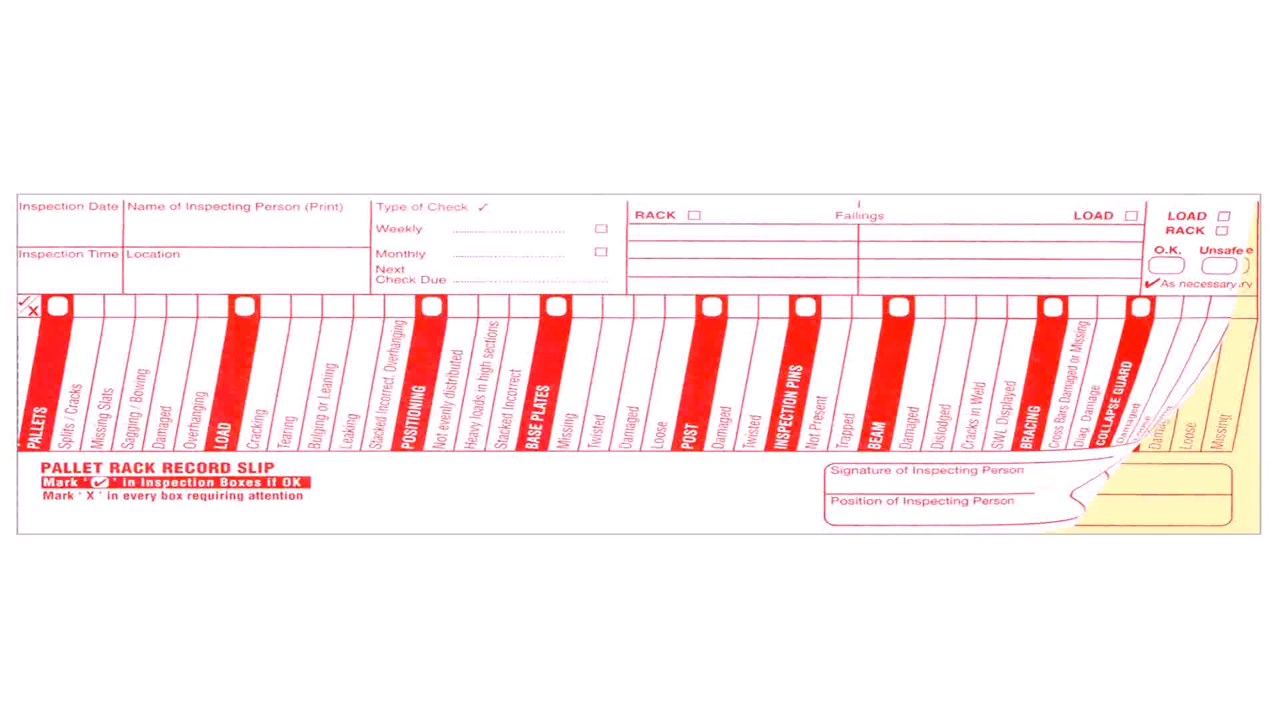 Inspection Date
Name of Inspecting Person (Print)
Type of Check ✓
Weekly
Monthly
Next
Check Due
Inspection Time
Location
RACK
Failings
LOAD
LOAD
RACK
O.K.
Unsafe
✓ As necessary
✓/X
PALLETS
Splits / Cracks
Missing Slats
Sagging / Bowing
Damaged
Overhanging
LOAD
Cracking
Tearing
Bulging or Leaning
Leaking
Stacked Incorrect. Overhanging
POSITIONING
Not evenly distributed
Heavy loads in high sections
Stacked Incorrect
BASE PLATES
Missing
Twisted
Damaged
Loose
POST
Damaged
Twisted
INSPECTION PINS
Not Present
Trapped
BEAM
Damaged
Dislodged
Cracks in Weld
SWL Displayed
BRACING
Cross Bars Damaged or Missing
Diag. Damage
COLLAPSE GUARD
Damaged
Damaged
Loose
Missing
PALLET RACK RECORD SLIP
Mark ' ✓ ' in Inspection Boxes if OK
Mark ' X ' in every box requiring attention
Signature of Inspecting Person
Position of Inspecting Person